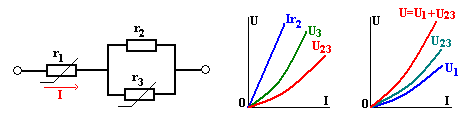 r₁
r₂
r₃
I
U
Ir₂
U₃
U₂₃
0
I
U
U=U₁+U₂₃
U₂₃
U₁
0
I